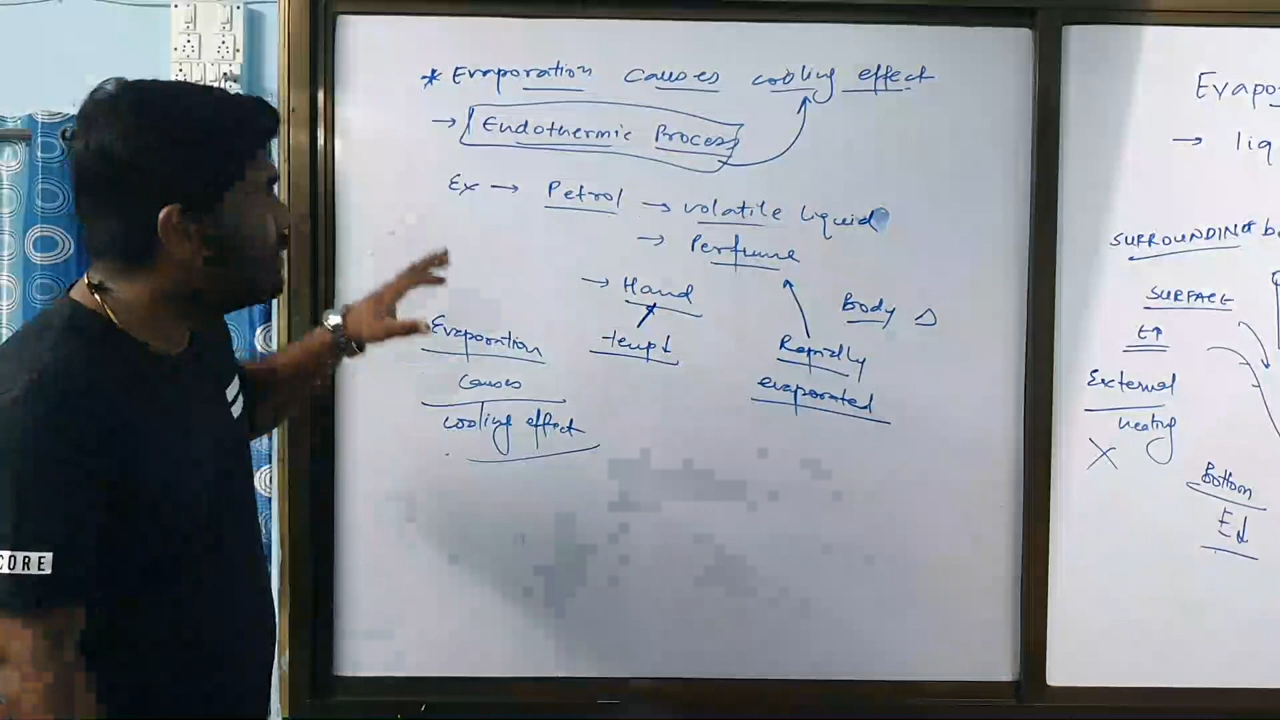 * Evaporation causes cooling effect
→ Endothermic Process
Ex → Petrol → volatile liquid
→ Perfume
→ Hand
temp↓
Rapidly
evaporated
Body Δ
Evaporation
causes
cooling effect
Evapo
→ liq
SURROUNDING
SURFACE
E↑
External
heating
X
Bottom
E↓
CORE